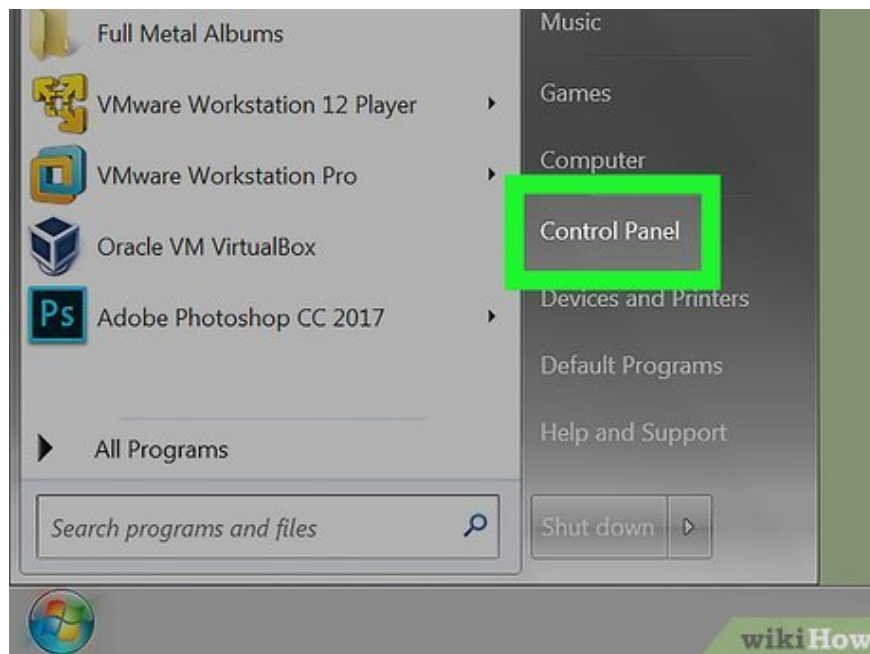 Full Metal Albums
VMware Workstation 12 Player
VMware Workstation Pro
Oracle VM VirtualBox
Ps Adobe Photoshop CC 2017
All Programs
Search programs and files
Music
Games
Computer
Control Panel
Devices and Printers
Default Programs
Help and Support
Shut down
wikiHow